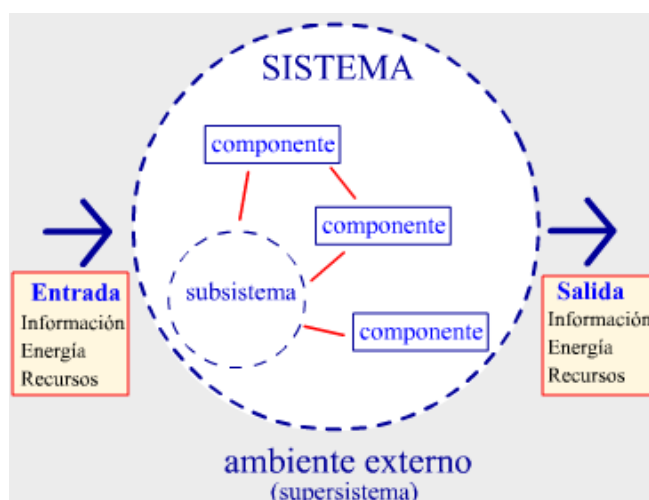 SISTEMA
componente
componente
subsistema
componente
Entrada
Información
Energía
Recursos
Salida
Información
Energía
Recursos
ambiente externo
(supersistema)